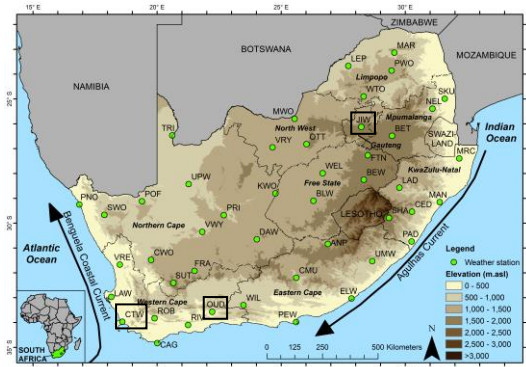 15° E 20° E 25° E 30° E
ZIMBABWE
MAR
BOTSWANA
LEP PWO
MOZAMBIQUE
Limpopo
NAMIBIA
WTO
SKU
NEL
25°S
MWO
Mpumalanga
TRI
North West
JIW
OTT
BET
SWAZI-
LAND
Indian
Ocean
VRY
Gauteng
FTN
MRC
UPW
WEL
BEW
KwaZulu-Natal
KWO
Free State
LAD
PNO
POF
BLW
MAN
SWO
PRI
LESOTHO
SHA
CED
Northern Cape
VWY
DAW
PAD
ANP
Atlantic
Ocean
Benguela Coastal Current
VRE
CWO
UMW
Agulhas Current
FRA
CMU
SUT
Eastern Cape
LAW
Western Cape
OUD
WIL
ELW
CTW
ROB
RIV
PEW
CAG
35°S
SOUTH
AFRICA
0 125 250 500 Kilometers
N
Legend
Weather station
Elevation (m.asl)
0 - 500
500 - 1,000
1,000 - 1,500
1,500 - 2,000
2,000 - 2,500
2,500 - 3,000
>3,000